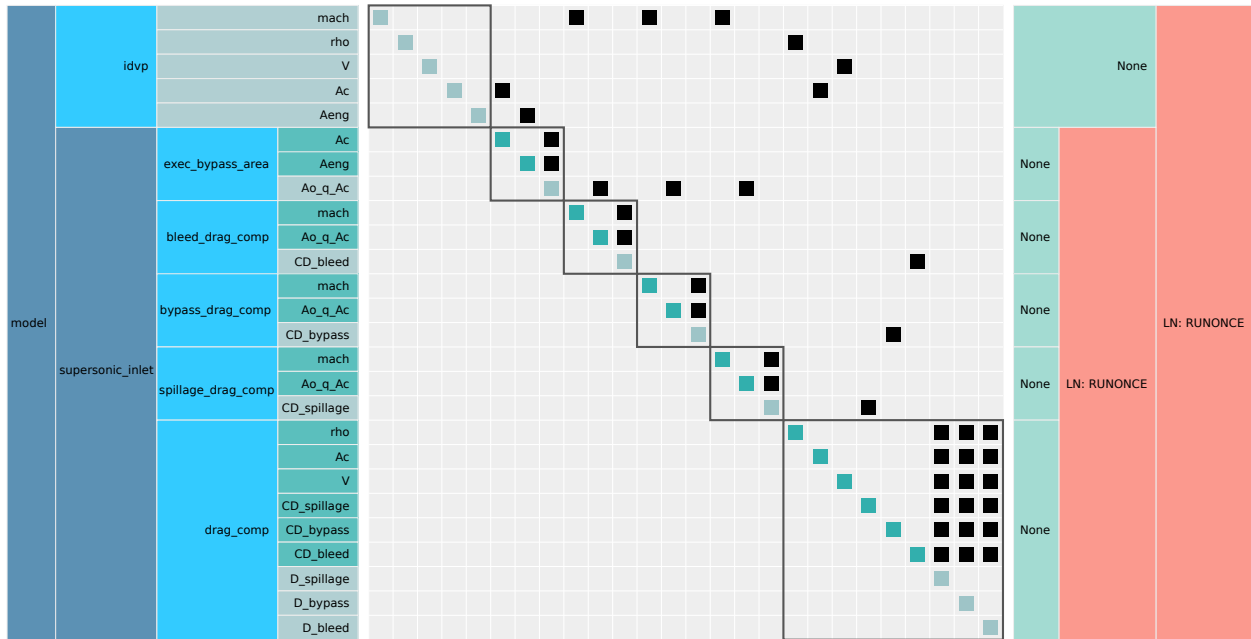 model
idvp
mach
rho
V
Ac
Aeng
supersonic_inlet
exec_bypass_area
Ac
Aeng
Ao_q_Ac
bleed_drag_comp
mach
Ao_q_Ac
CD_bleed
bypass_drag_comp
mach
Ao_q_Ac
CD_bypass
spillage_drag_comp
mach
Ao_q_Ac
CD_spillage
drag_comp
rho
Ac
V
CD_spillage
CD_bypass
CD_bleed
D_spillage
D_bypass
D_bleed
None
None
None
None
None
None
LN: RUNONCE
LN: RUNONCE